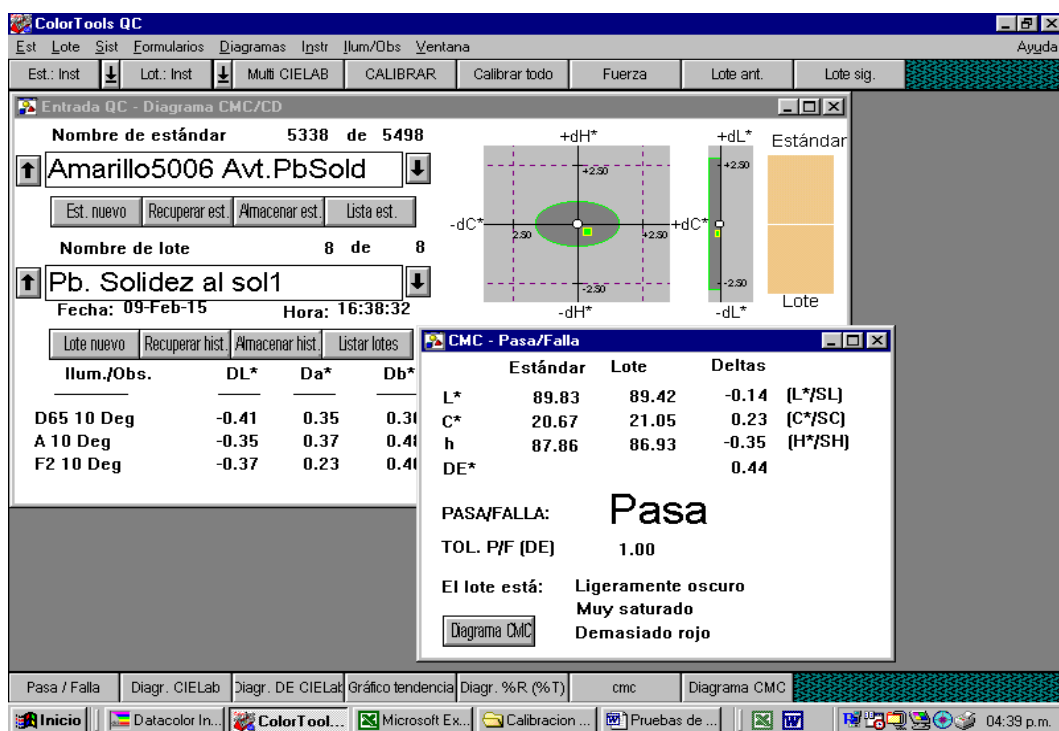 ColorTools QC
Est Lote Sist Formularios Diagramas Instr Ilum/Obs Ventana Ayuda
Est.: Inst Lot.: Inst Multi CIELAB CALIBRAR Calibrar todo Fuerza Lote ant. Lote sig.
Entrada QC - Diagrama CMC/CD
Nombre de estándar 5338 de 5498
Amarillo5006 Avt.PbSold
Est. nuevo Recuperar est. Almacenar est. Lista est.
Nombre de lote 8 de 8
Pb. Solidez al sol1
Fecha: 09-Feb-15 Hora: 16:38:32
Lote nuevo Recuperar hist. Almacenar hist. Listar lotes
Ilum./Obs. DL* Da* Db*
D65 10 Deg -0.41 0.35
A 10 Deg -0.35 0.37
F2 10 Deg -0.37 0.23
+dH*
+2.50
-dC* 2.50 +2.50 +dC*
-2.50
-dH*
+dL*
+2.50
-2.50
-dL*
Estándar
Lote
CMC - Pasa/Falla
Estándar Lote Deltas
L* 89.83 89.42 -0.14 (L*/SL)
C* 20.67 21.05 0.23 (C*/SC)
h 87.86 86.93 -0.35 (H*/SH)
DE* 0.44
PASA/FALLA: Pasa
TOL. P/F (DE) 1.00
El lote está: Ligeramente oscuro
Muy saturado
Demasiado rojo
Diagrama CMC
Pasa / Falla Diagr. CIELab Diagr. DE CIELab Gráfico tendencia Diagr. %R (%T) cmc Diagrama CMC
Inicio Datacolor In... ColorTool... Microsoft Ex... Calibracion ... Pruebas de ... 04:39 p.m.